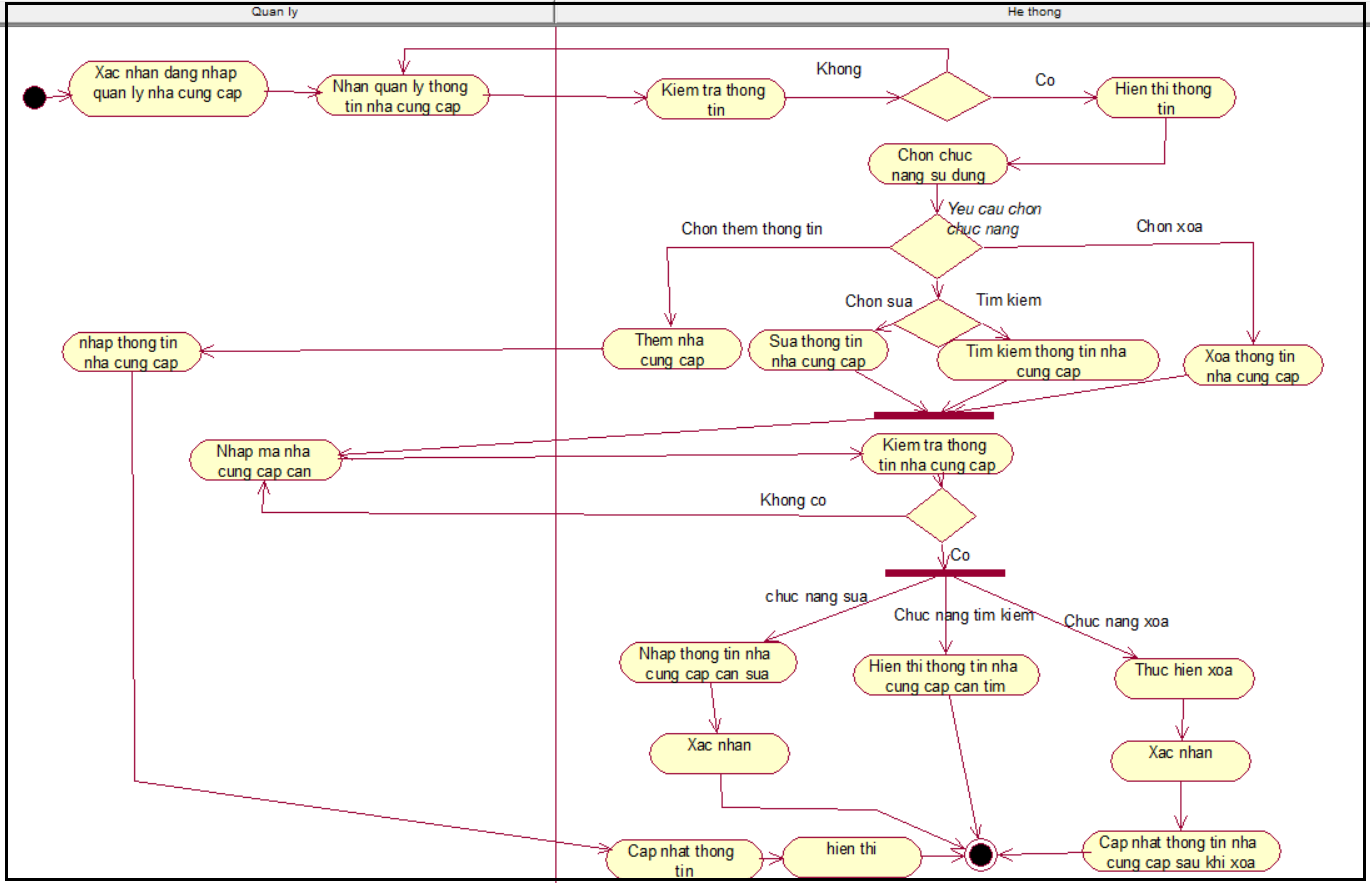 Quan ly
He thong
Xac nhan dang nhap
quan ly nha cung cap
Nhan quan ly thong
tin nha cung cap
Kiem tra thong
tin
Khong
Co
Hien thi thong
tin
Chon chuc
nang su dung
Yeu cau chon
chuc nang
Chon them thong tin
Chon xoa
Chon sua
Tim kiem
nhap thong tin
nha cung cap
Them nha
cung cap
Sua thong tin
nha cung cap
Tim kiem thong tin nha
cung cap
Xoa thong tin
nha cung cap
Nhap ma nha
cung cap can
Kiem tra thong
tin nha cung cap
Khong co
Co
chuc nang sua
Chuc nang tim kiem
Chuc nang xoa
Nhap thong tin nha
cung cap can sua
Hien thi thong tin nha
cung cap can tim
Thuc hien xoa
Xac nhan
Xac nhan
Cap nhat thong
tin
hien thi
Cap nhat thong tin nha
cung cap sau khi xoa